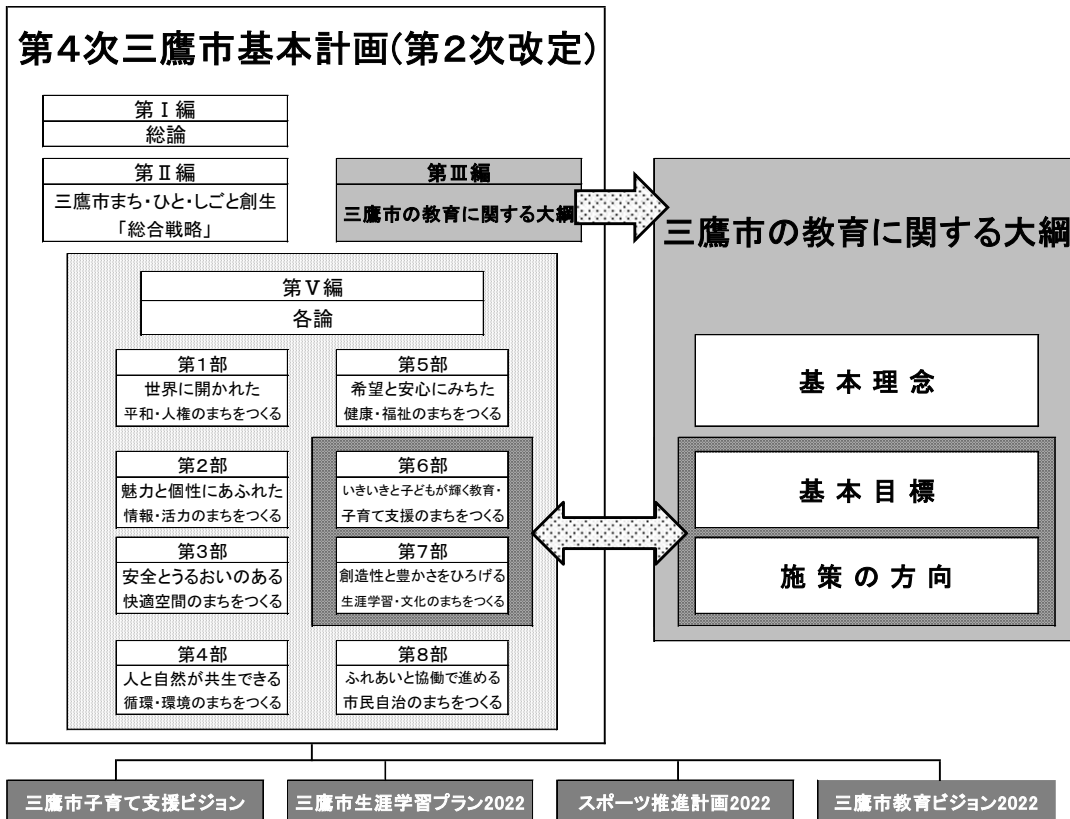 第4次三鷹市基本計画(第2次改定)
第Ⅰ編
総論
第Ⅱ編
三鷹市まち・ひと・しごと創生
「総合戦略」
第Ⅲ編
三鷹市の教育に関する大綱
第Ⅴ編
各論
第1部
世界に開かれた
平和・人権のまちをつくる
第2部
魅力と個性にあふれた
情報・活力のまちをつくる
第3部
安全とうるおいのある
快適空間のまちをつくる
第4部
人と自然が共生できる
循環・環境のまちをつくる
第5部
希望と安心にみちた
健康・福祉のまちをつくる
第6部
いきいきと子どもが輝く教育・
子育て支援のまちをつくる
第7部
創造性と豊かさをひろげる
生涯学習・文化のまちをつくる
第8部
ふれあいと協働で進める
市民自治のまちをつくる
三鷹市の教育に関する大綱
基本理念
基本目標
施策の方向
三鷹市子育て支援ビジョン
三鷹市生涯学習プラン2022
スポーツ推進計画2022
三鷹市教育ビジョン2022